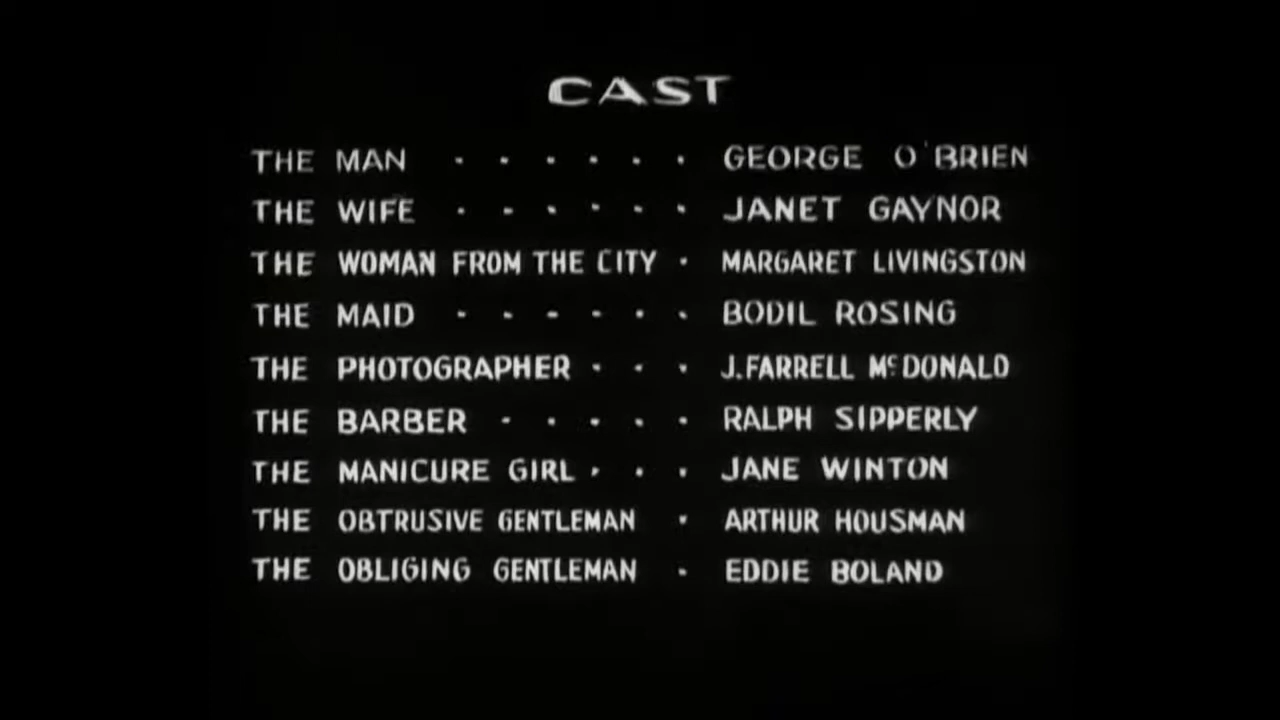 CAST
THE MAN · · · · · · GEORGE O'BRIEN
THE WIFE · · · · · · JANET GAYNOR
THE WOMAN FROM THE CITY · MARGARET LIVINGSTON
THE MAID · · · · · · BODIL ROSING
THE PHOTOGRAPHER · · · J. FARRELL McDONALD
THE BARBER · · · · · RALPH SIPPERLY
THE MANICURE GIRL · · · JANE WINTON
THE OBTRUSIVE GENTLEMAN · ARTHUR HOUSMAN
THE OBLIGING GENTLEMAN · EDDIE BOLAND